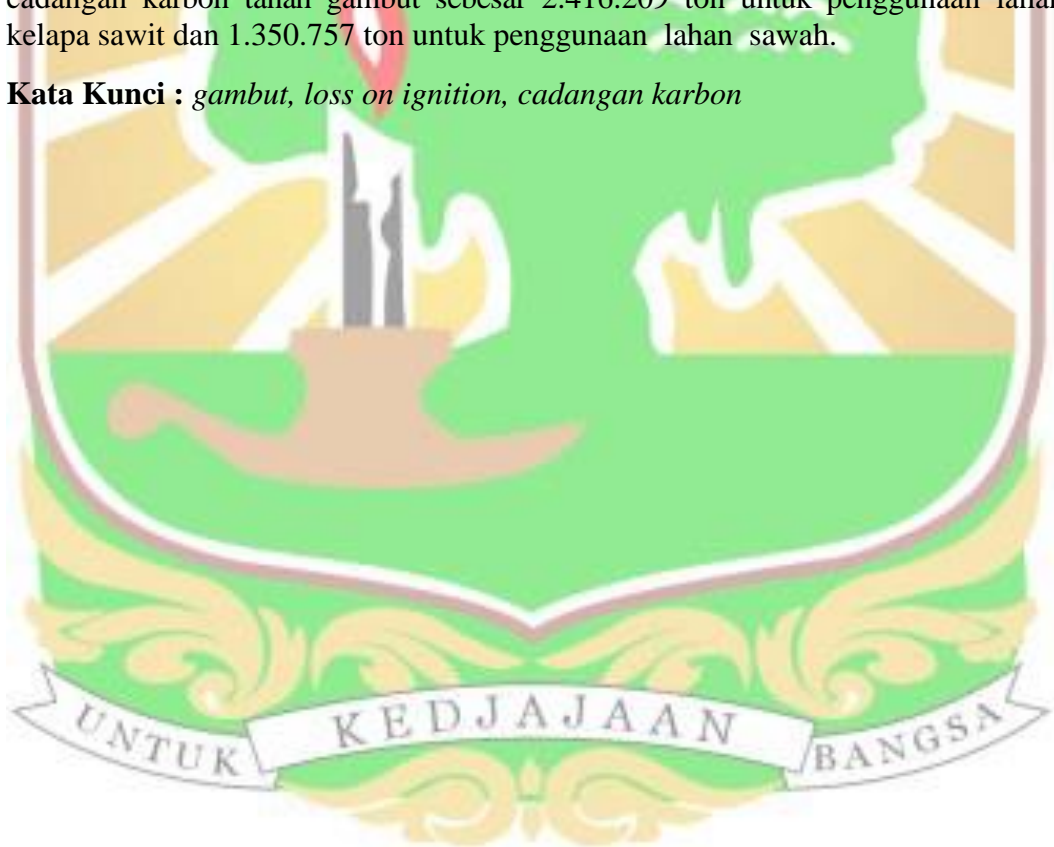 cadangan karbon tanah gambut sebesar 2.416.209 ton untuk penggunaan lahan
kelapa sawit dan 1.350.757 ton untuk penggunaan lahan sawah.
Kata Kunci : gambut, loss on ignition, cadangan karbon
UNTUK KEDJAJAAN BANGSA